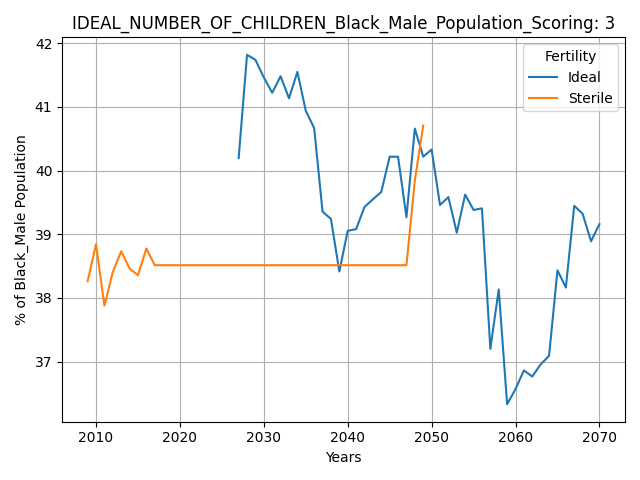 IDEAL_NUMBER_OF_CHILDREN_Black_Male_Population_Scoring: 3
42
41
40
39
38
37
% of Black_Male Population
Fertility
Ideal
Sterile
2010 2020 2030 2040 2050 2060 2070
Years